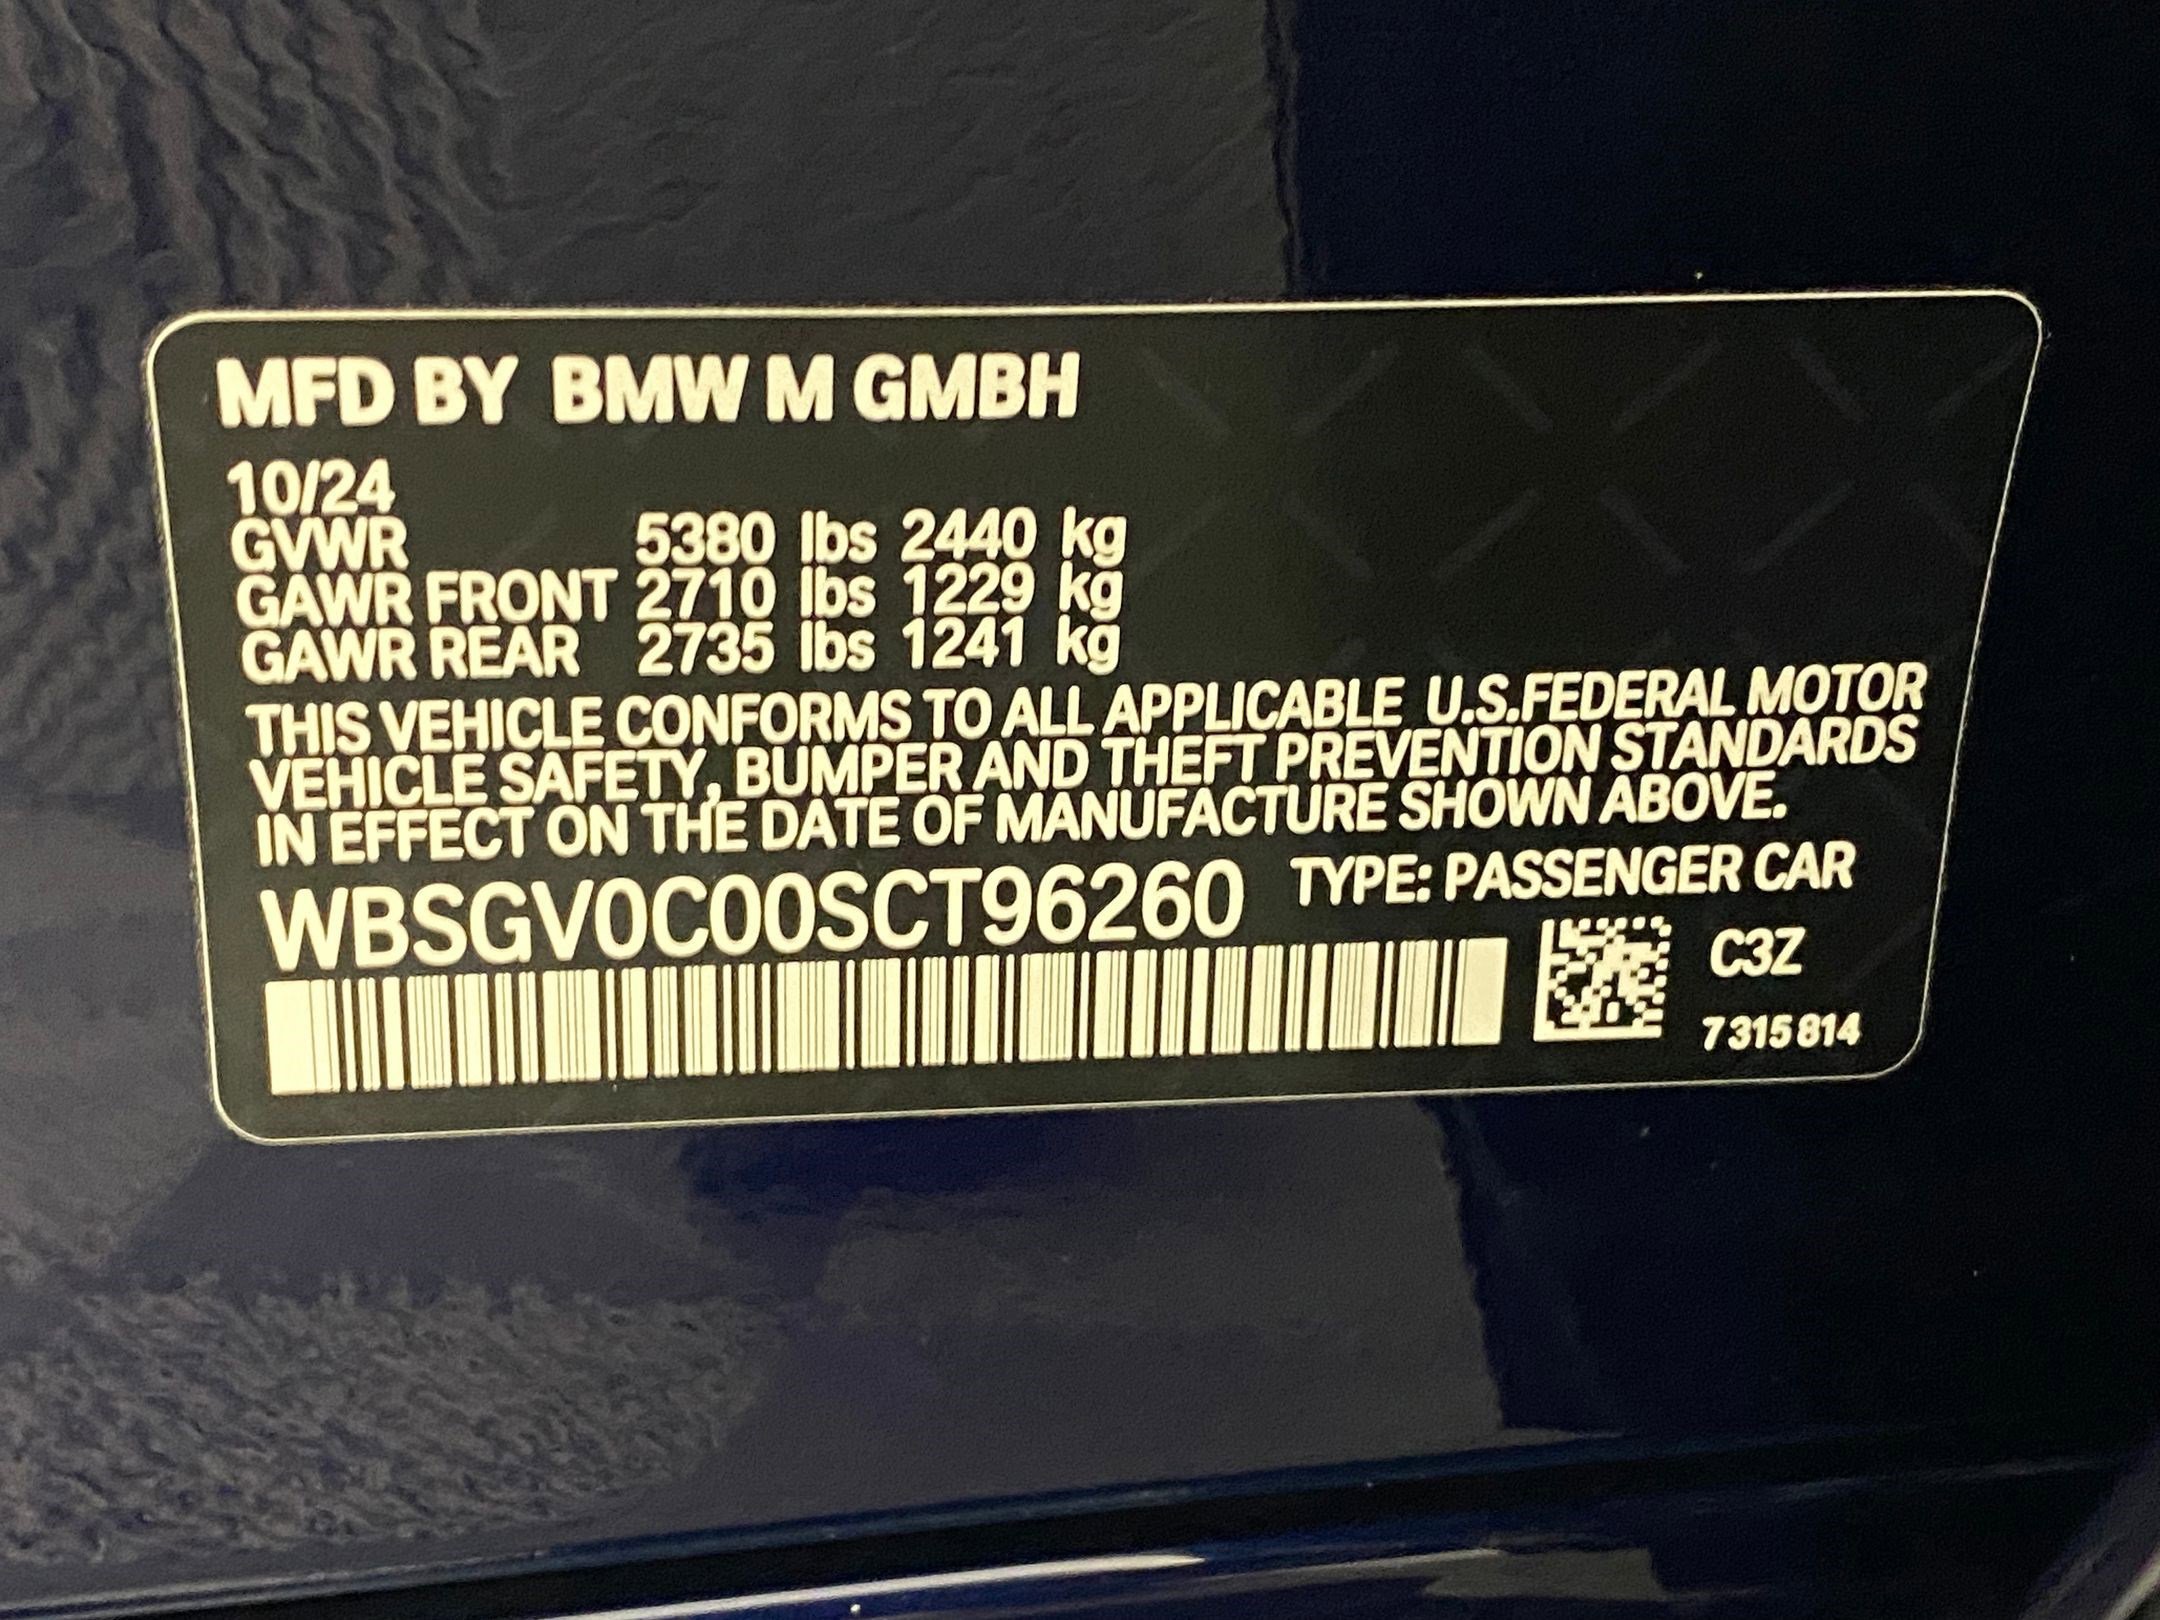 MFD BY BMW M GMBH
10/24
GVWR 5380 lbs 2440 kg
GAWR FRONT 2710 lbs 1229 kg
GAWR REAR 2735 lbs 1241 kg
THIS VEHICLE CONFORMS TO ALL APPLICABLE U.S.FEDERAL MOTOR
VEHICLE SAFETY, BUMPER AND THEFT PREVENTION STANDARDS
IN EFFECT ON THE DATE OF MANUFACTURE SHOWN ABOVE.
WBSGV0C00SCT96260 TYPE: PASSENGER CAR
C3Z
7 315 814